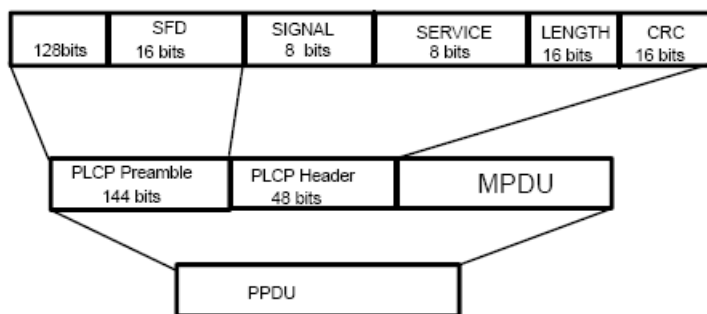 128bits
SFD
16 bits
SIGNAL
8 bits
SERVICE
8 bits
LENGTH
16 bits
CRC
16 bits
PLCP Preamble
144 bits
PLCP Header
48 bits
MPDU
PPDU